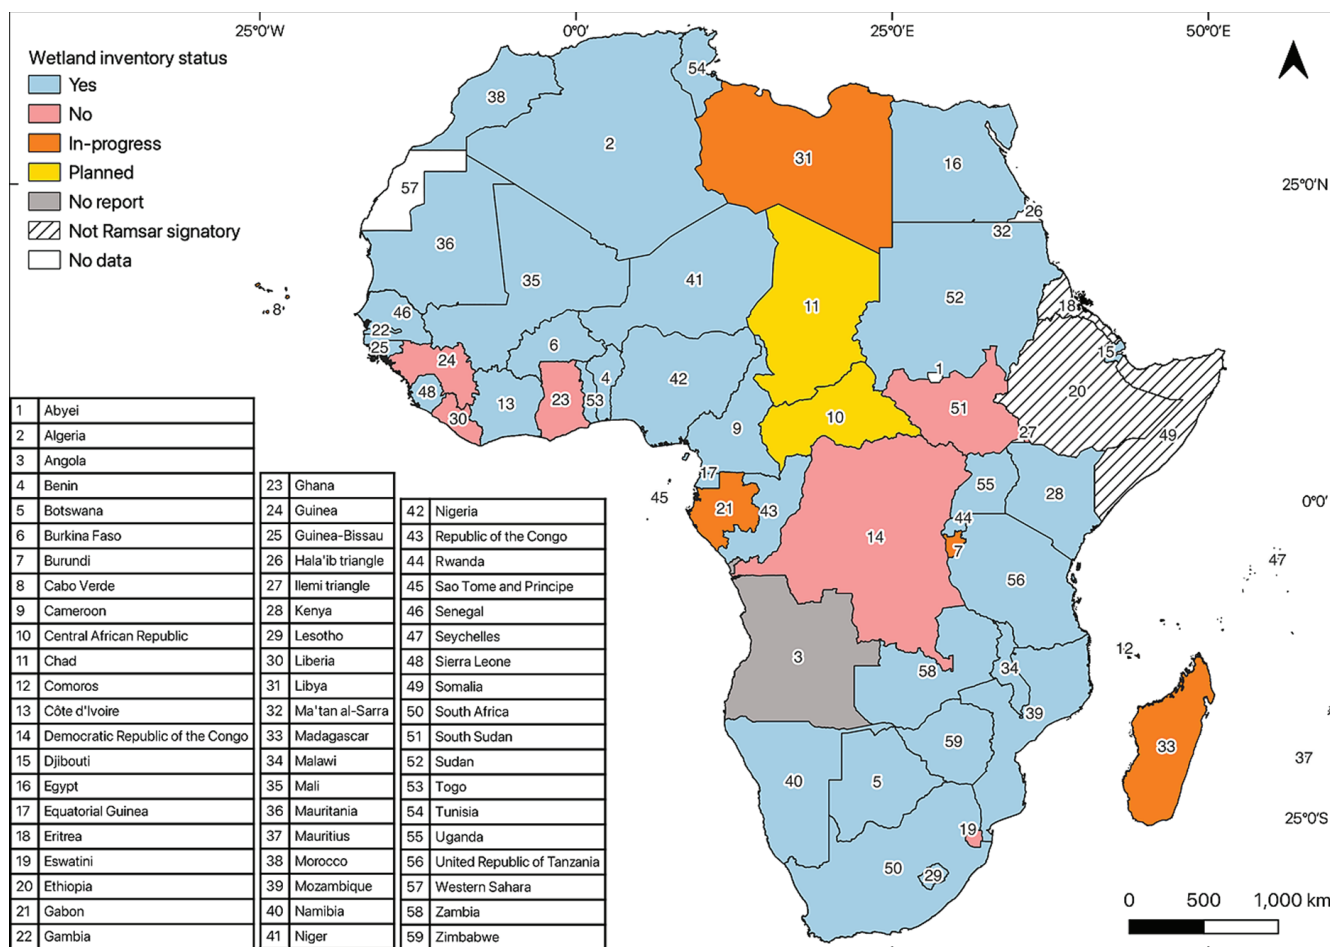 25°0'W
0°0'
25°0'E
50°0'E
Wetland inventory status
Yes
No
In-progress
Planned
No report
Not Ramsar signatory
No data
54
38
2
31
16
25°0'N
57
26
32
36
35
41
11
52
18
8
46
22
25
6
15
24
4
42
1
20
48
13
23
53
9
10
51
27
49
30
17
55
28
45
21
43
44
0°0'
14
7
56
47
3
12
34
58
39
59
33
37
40
5
25°0'S
19
50
29
0 500 1,000 km
1 Abyei
2 Algeria
3 Angola
4 Benin
5 Botswana
6 Burkina Faso
7 Burundi
8 Cabo Verde
9 Cameroon
10 Central African Republic
11 Chad
12 Comoros
13 Côte d'Ivoire
14 Democratic Republic of the Congo
15 Djibouti
16 Egypt
17 Equatorial Guinea
18 Eritrea
19 Eswatini
20 Ethiopia
21 Gabon
22 Gambia
23 Ghana
24 Guinea
25 Guinea-Bissau
26 Hala'ib triangle
27 Ilemi triangle
28 Kenya
29 Lesotho
30 Liberia
31 Libya
32 Ma'tan al-Sarra
33 Madagascar
34 Malawi
35 Mali
36 Mauritania
37 Mauritius
38 Morocco
39 Mozambique
40 Namibia
41 Niger
42 Nigeria
43 Republic of the Congo
44 Rwanda
45 Sao Tome and Principe
46 Senegal
47 Seychelles
48 Sierra Leone
49 Somalia
50 South Africa
51 South Sudan
52 Sudan
53 Togo
54 Tunisia
55 Uganda
56 United Republic of Tanzania
57 Western Sahara
58 Zambia
59 Zimbabwe